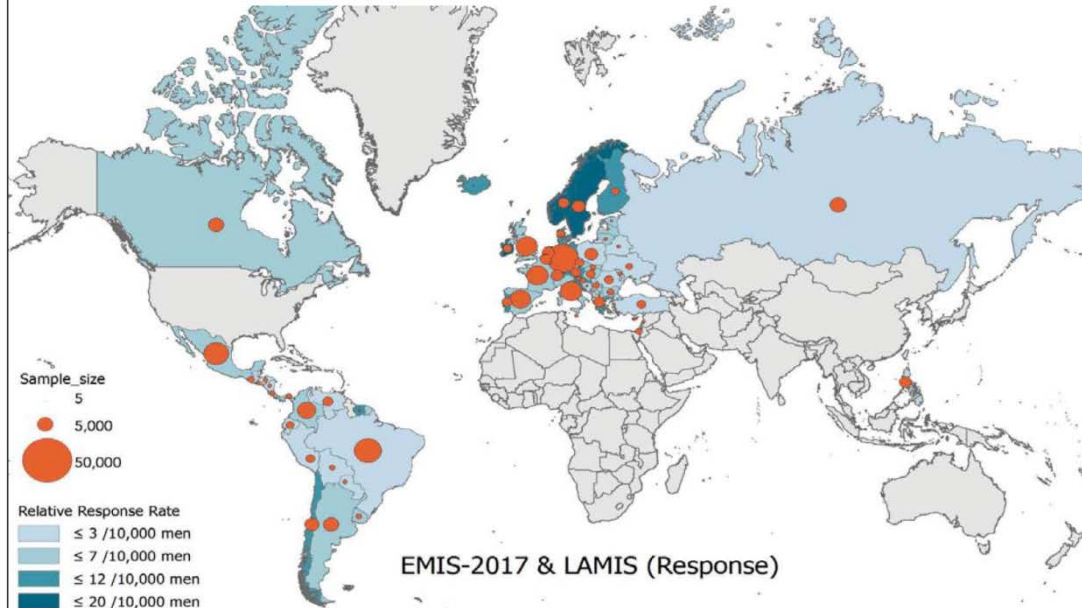 Sample_size
5
5,000
50,000
Relative Response Rate
≤ 3 /10,000 men
≤ 7 /10,000 men
≤ 12 /10,000 men
≤ 20 /10,000 men
EMIS-2017 & LAMIS (Response)